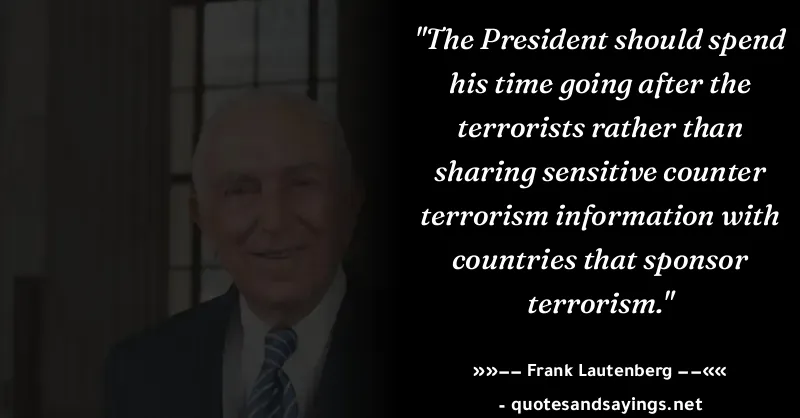 "The President should spend
his time going after the
terrorists rather than
sharing sensitive counter
terrorism information with
countries that sponsor
terrorism."
»»−− Frank Lautenberg −−««
- quotesandsayings.net